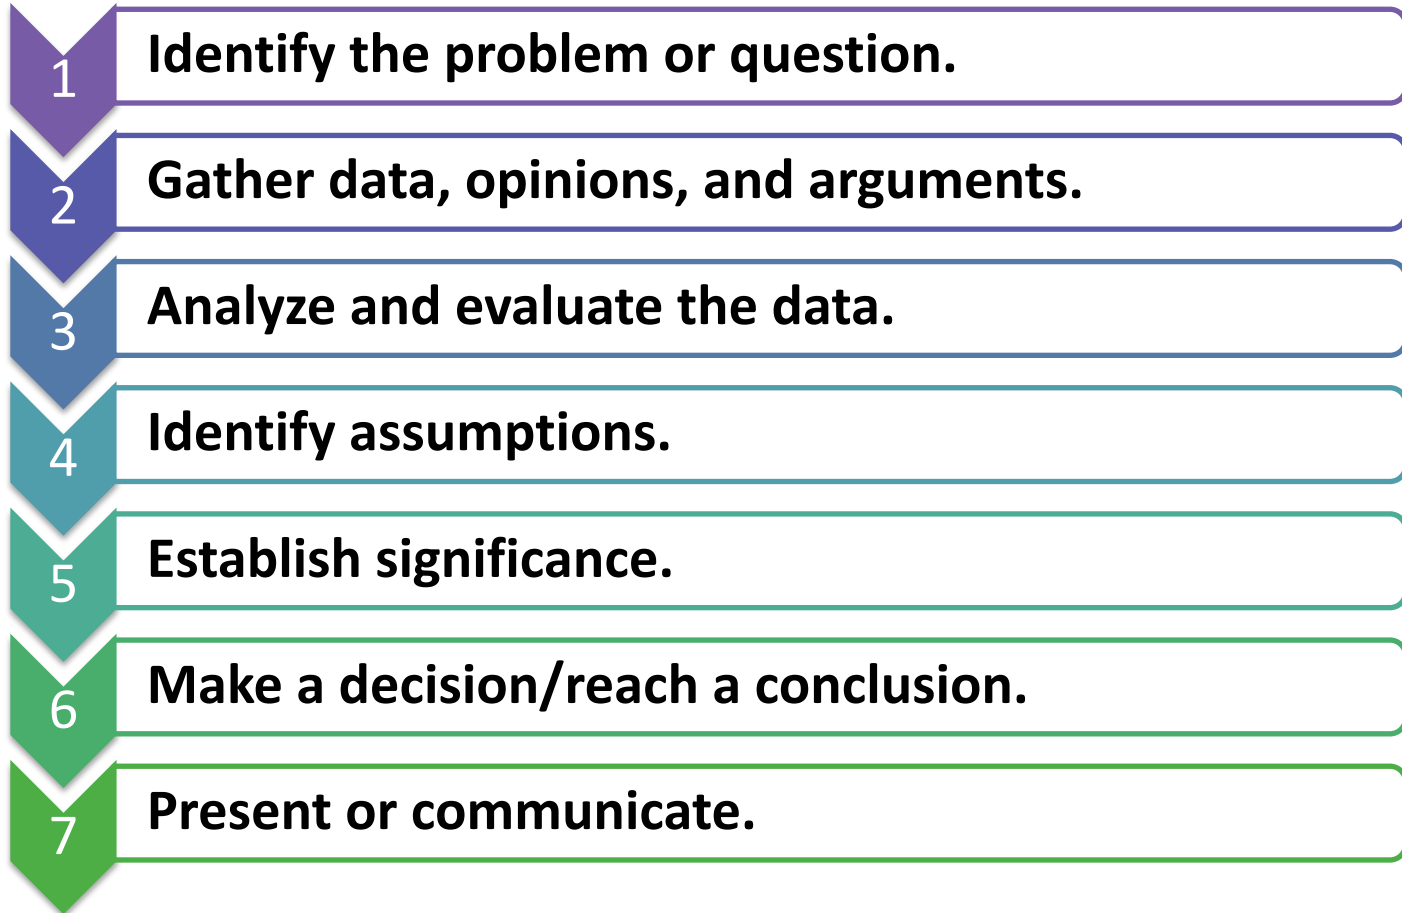 1 Identify the problem or question.
2 Gather data, opinions, and arguments.
3 Analyze and evaluate the data.
4 Identify assumptions.
5 Establish significance.
6 Make a decision/reach a conclusion.
7 Present or communicate.